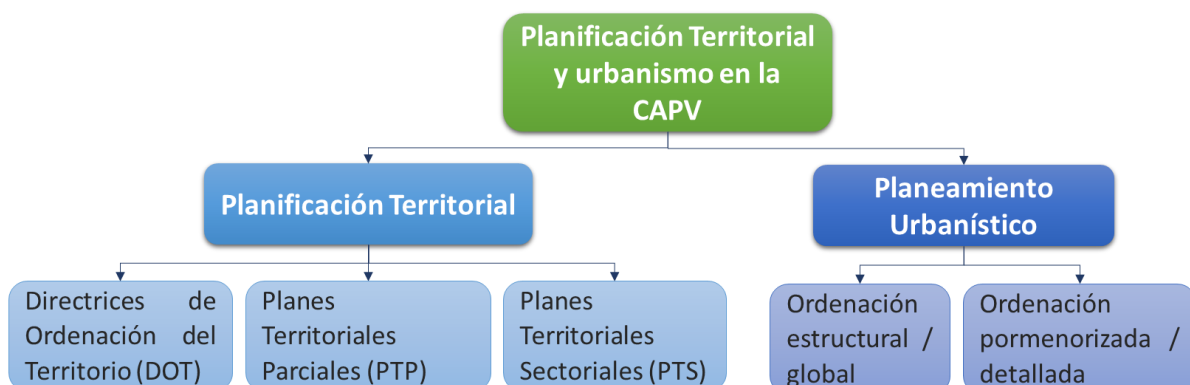 Planificación Territorial
y urbanismo en la
CAPV
Planificación Territorial
Planeamiento
Urbanístico
Directrices de
Ordenación del
Territorio (DOT)
Planes
Territoriales
Parciales (PTP)
Planes
Territoriales
Sectoriales (PTS)
Ordenación
estructural /
global
Ordenación
pormenorizada /
detallada